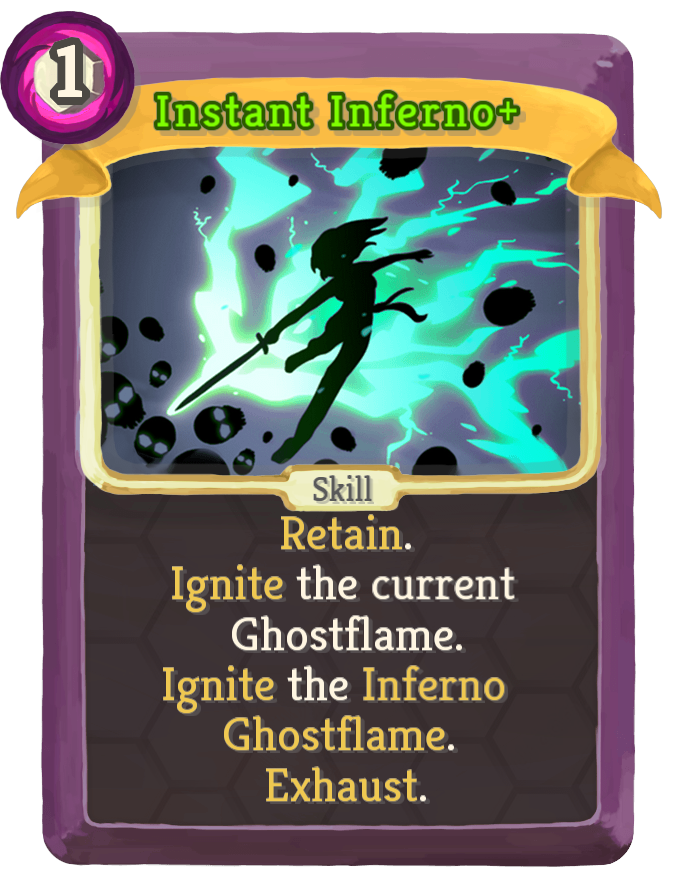 1
Instant Inferno+
Skill
Retain.
Ignite the current
Ghostflame.
Ignite the Inferno
Ghostflame.
Exhaust.